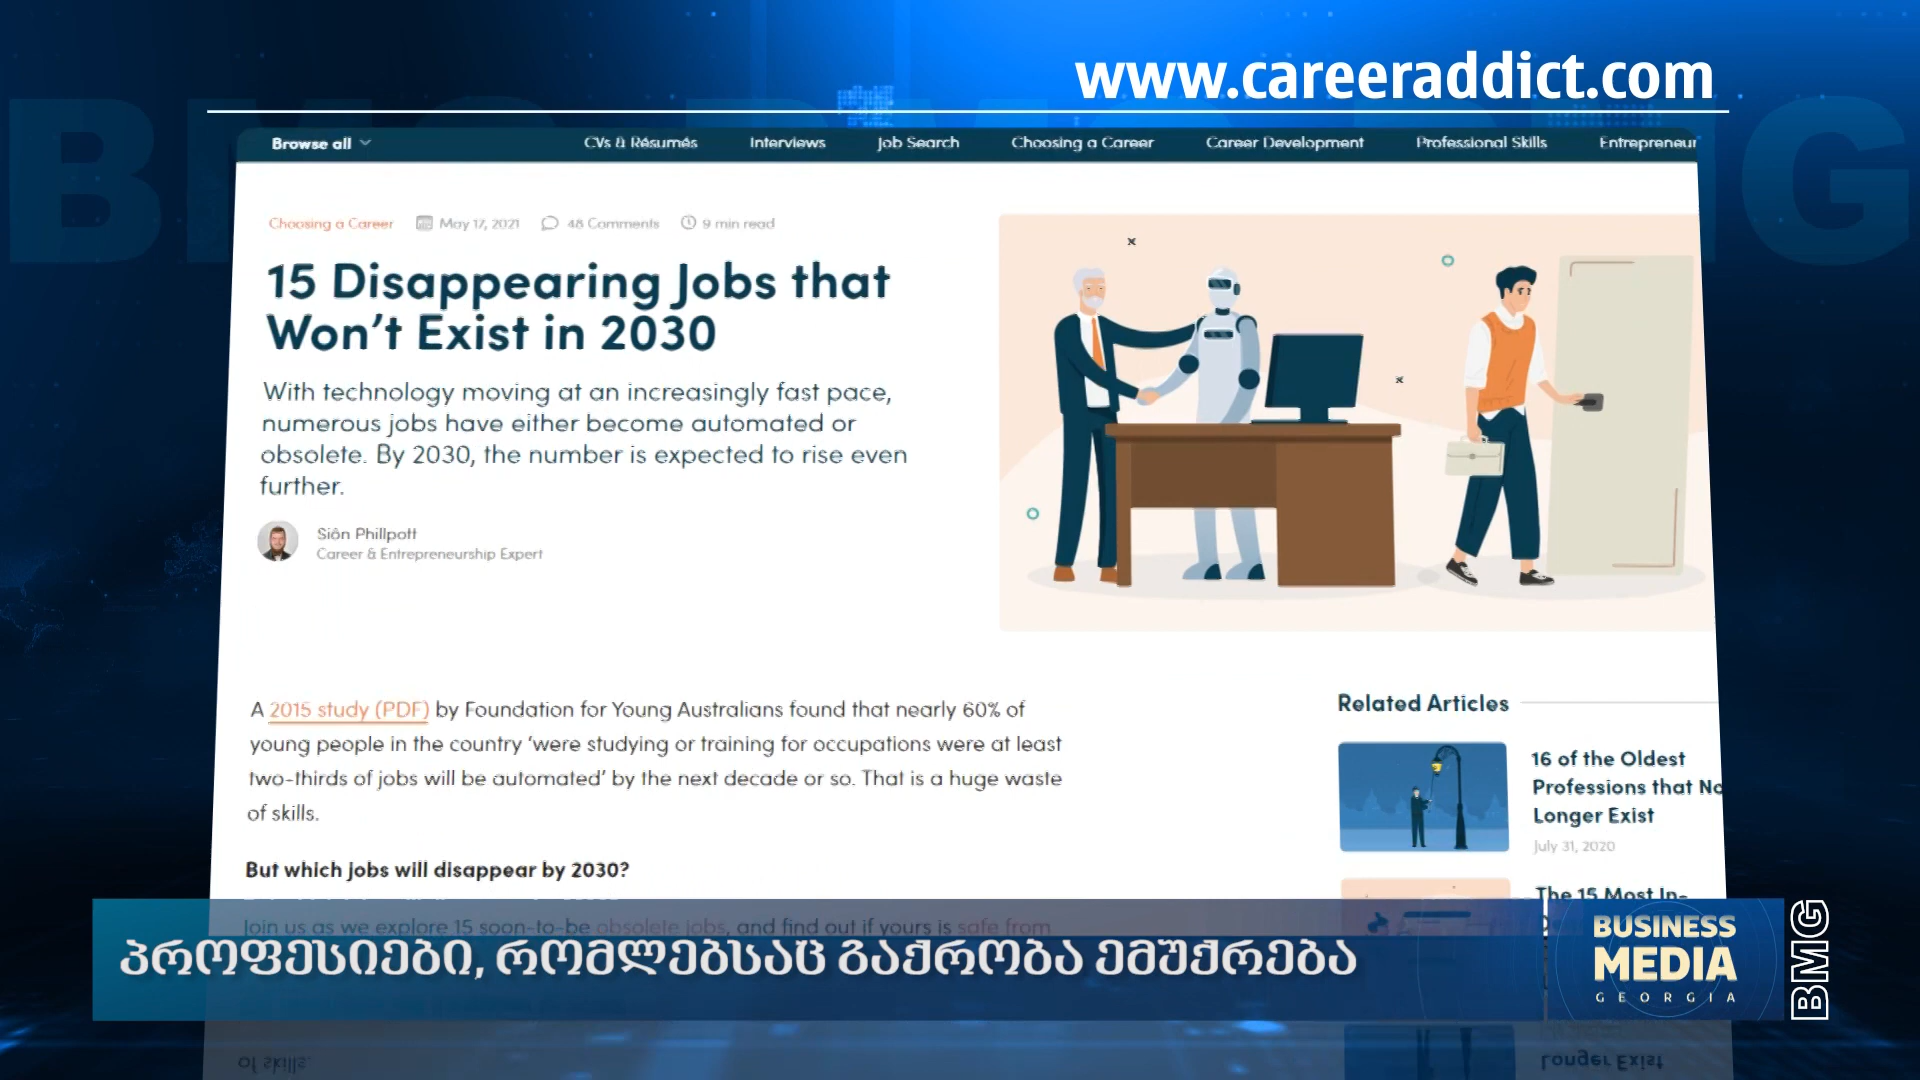 www.careeraddict.com
Browse all
CVs & Résumés
Interviews
Job Search
Choosing a Career
Career Development
Professional Skills
Entrepreneur
Choosing a Career
May 17, 2021
48 Comments
9 min read
15 Disappearing Jobs that
Won't Exist in 2030
With technology moving at an increasingly fast pace,
numerous jobs have either become automated or
obsolete. By 2030, the number is expected to rise even
further.
Siôn Phillpott
Career & Entrepreneurship Expert
A 2015 study (PDF) by Foundation for Young Australians found that nearly 60% of
young people in the country 'were studying or training for occupations were at least
two-thirds of jobs will be automated' by the next decade or so. That is a huge waste
of skills.
But which jobs will disappear by 2030?
Join us as we explore 15 soon-to-be obsolete jobs, and find out if yours is safe from
Related Articles
16 of the Oldest
Professions that No
Longer Exist
July 31, 2020
The 15 Most In-
პროფესიები, რომლებსაც გაქრობა ემუქრება
BUSINESS
MEDIA
GEORGIA
BMG
of skills.
Longer Exist